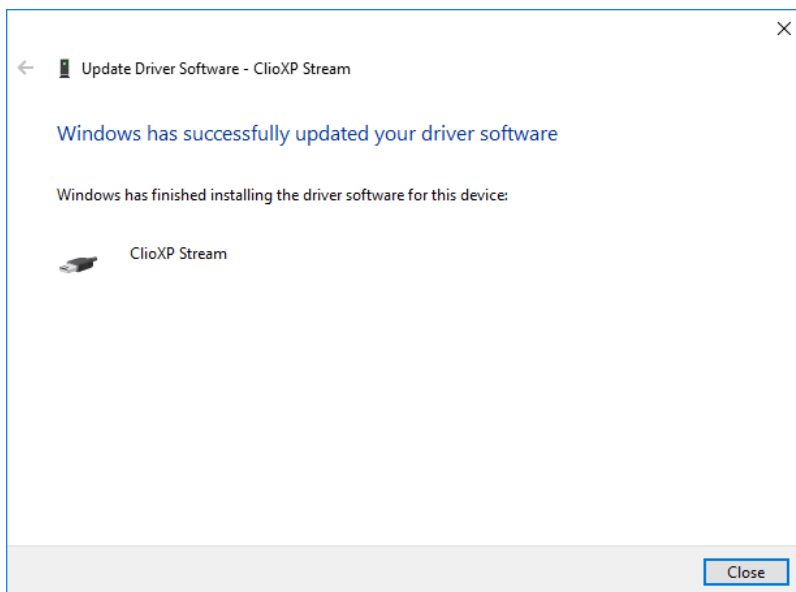 Update Driver Software - ClioXP Stream
Windows has successfully updated your driver software
Windows has finished installing the driver software for this device:
ClioXP Stream
Close